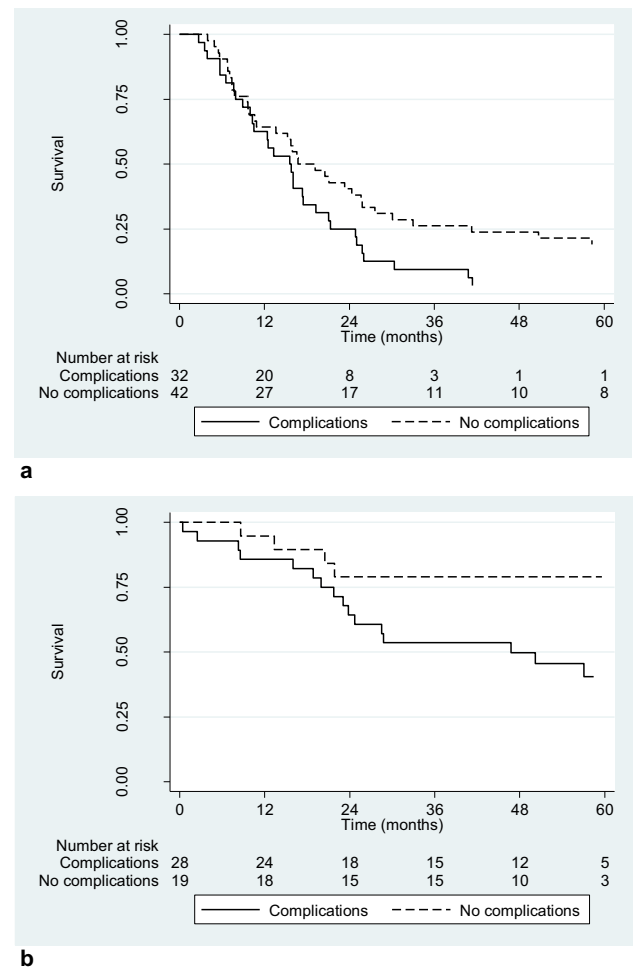 1.00
0.75
0.50
0.25
0.00
Survival
0 12 24 36 48 60
Time (months)
Number at risk
Complications 32 20 8 3 1 1
No complications 42 27 17 11 10 8
Complications No complications
a
1.00
0.75
0.50
0.25
0.00
Survival
0 12 24 36 48 60
Time (months)
Number at risk
Complications 28 24 18 15 12 5
No complications 19 18 15 15 10 3
Complications No complications
b